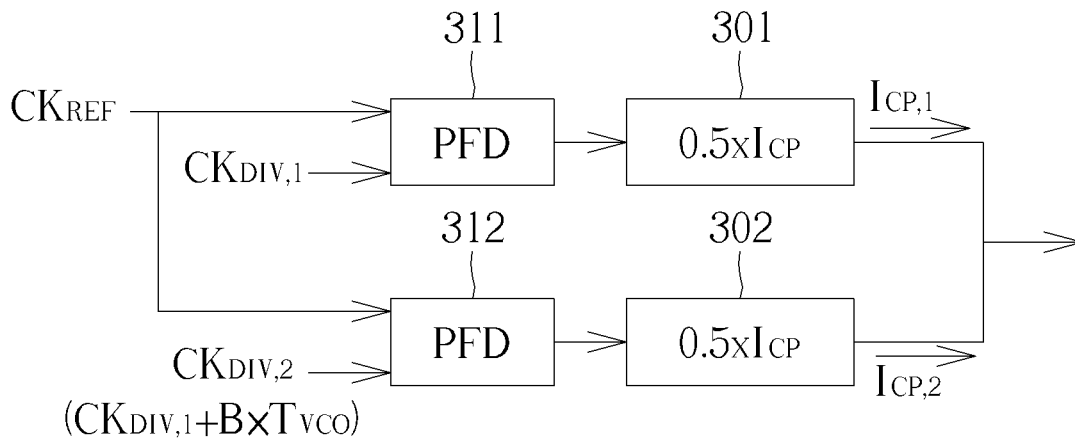 311
301
CKREF
PFD
0.5xICP
ICP,1
CKDIV,1
312
302
PFD
0.5xICP
CKDIV,2
(CKDIV,1+B×TVCO)
ICP,2